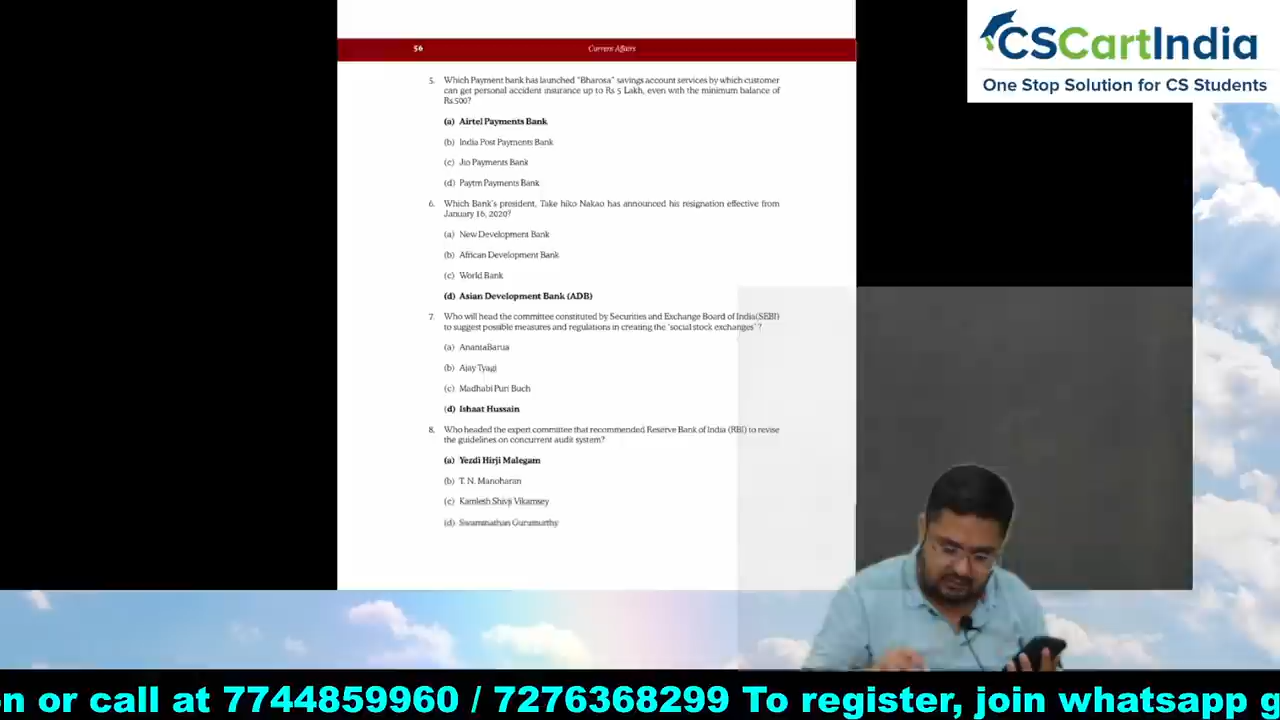 CSCartIndia
One Stop Solution for CS Students
56 Current Affairs
5. Which Payment bank has launched "Bharosa" savings account services by which customer
can get personal accident insurance up to Rs 5 Lakh, even with the minimum balance of
Rs.500?
(a) Airtel Payments Bank
(b) India Post Payments Bank
(c) Jio Payments Bank
(d) Paytm Payments Bank
6. Which Bank's president, Take hiko Nakao has announced his resignation effective from
January 16, 2020?
(a) New Development Bank
(b) African Development Bank
(c) World Bank
(d) Asian Development Bank (ADB)
7. Who will head the committee constituted by Securities and Exchange Board of India(SEBI)
to suggest possible measures and regulations in creating the 'social stock exchanges' ?
(a) AnantaBarua
(b) Ajay Tyagi
(c) Madhabi Puri Buch
(d) Ishaat Hussain
8. Who headed the expert committee that recommended Reserve Bank of India (RBI) to revise
the guidelines on concurrent audit system?
(a) Yezdi Hirji Malegam
(b) T. N. Manoharan
(c) Kamlesh Shivji Vikamsey
(d) Swaminathan Gurumurthy
n or call at 7744859960 / 7276368299 To register, join whatsapp g